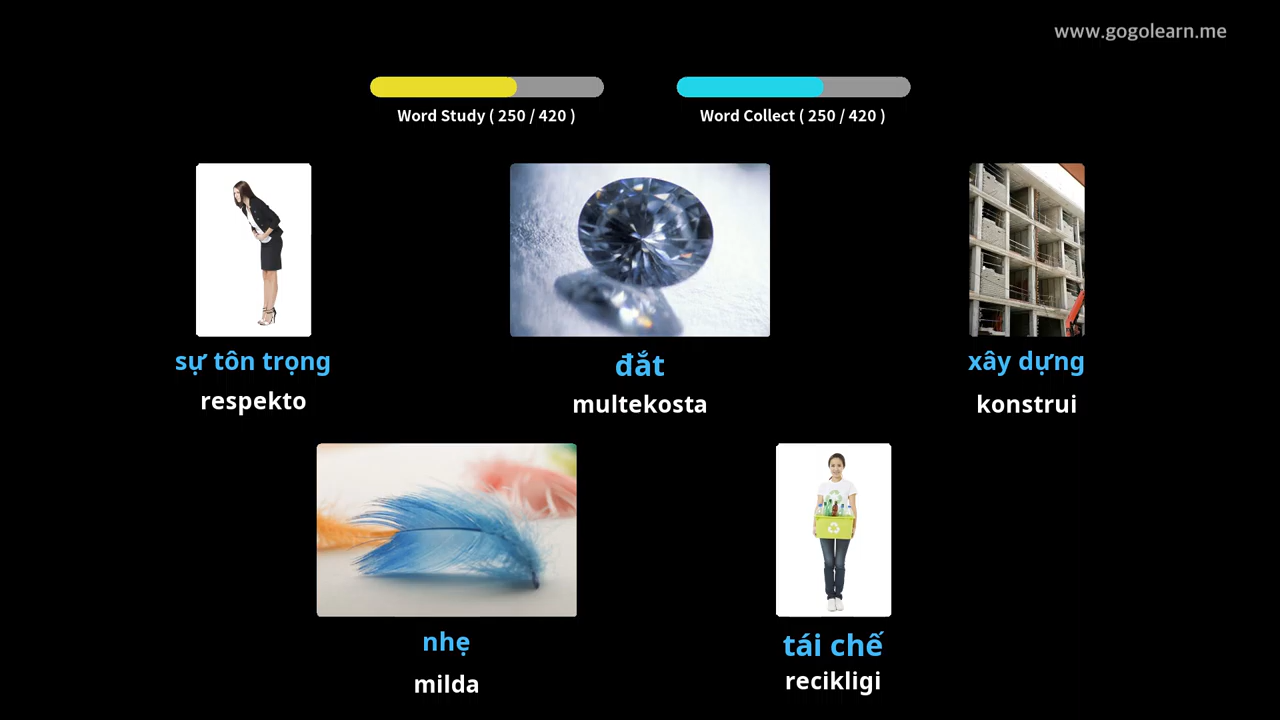 www.gogolearn.me
Word Study ( 250 / 420 )
Word Collect ( 250 / 420 )
sự tôn trọng
respekto
đắt
multekosta
xây dựng
konstrui
nhẹ
milda
tái chế
recikligi